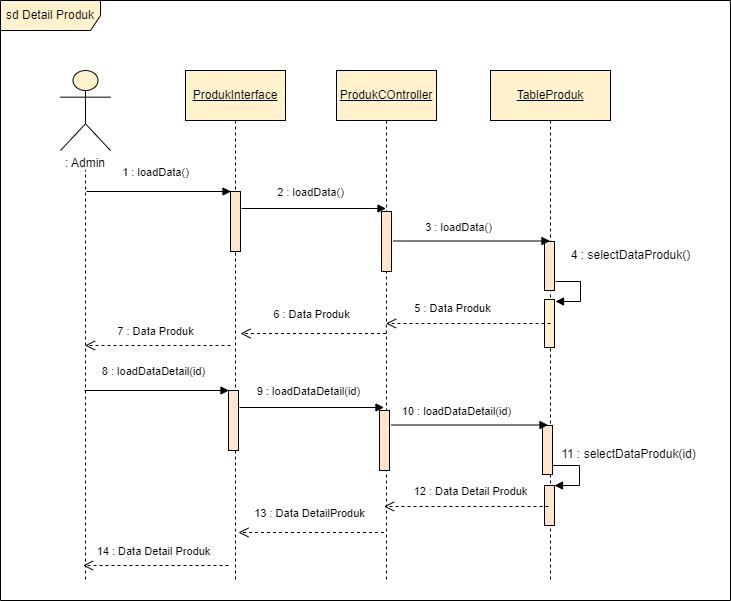 sd Detail Produk
ProdukInterface
ProdukCOntroller
TableProduk
: Admin
1 : loadData()
2 : loadData()
3 : loadData()
4 : selectDataProduk()
5 : Data Produk
6 : Data Produk
7 : Data Produk
8 : loadDataDetail(id)
9 : loadDataDetail(id)
10 : loadDataDetail(id)
11 : selectDataProduk(id)
12 : Data Detail Produk
13 : Data DetailProduk
14 : Data Detail Produk